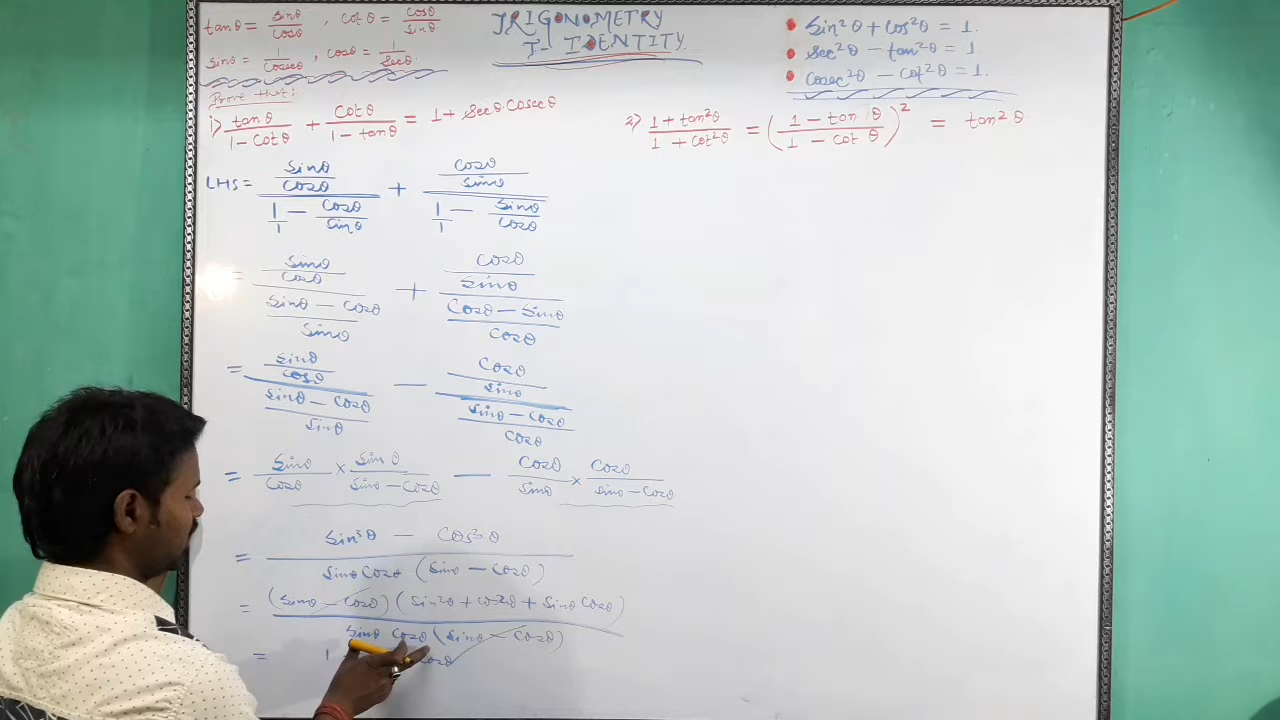 tanθ = sinθ/cosθ , cotθ = cosθ/sinθ
sinθ = 1/cosecθ , cosθ = 1/secθ
TRIGONOMETRY
T- IDENTITY
sin²θ + cos²θ = 1.
sec²θ - tan²θ = 1.
cosec²θ - cot²θ = 1.
Prove that:
1) tanθ/(1-cotθ) + cotθ/(1-tanθ) = 1 + secθ.cosecθ
LHS = (sinθ/cosθ)/(1/1 - cosθ/sinθ) + (cosθ/sinθ)/(1/1 - sinθ/cosθ)
= (sinθ/cosθ)/((sinθ - cosθ)/sinθ) + (cosθ/sinθ)/((cosθ - sinθ)/cosθ)
= (sinθ/cosθ)/((sinθ - cosθ)/sinθ) - (cosθ/sinθ)/((sinθ - cosθ)/cosθ)
= sinθ/cosθ × sinθ/(sinθ - cosθ) - cosθ/sinθ × cosθ/(sinθ - cosθ)
= (sin³θ - cos³θ)/(sinθ cosθ (sinθ - cosθ))
= (sinθ - cosθ)(sin²θ + cos²θ + sinθ cosθ)/(sinθ cosθ (sinθ - cosθ))
= 1 cosθ
2) (1 + tan²θ)/(1 + cot²θ) = ((1 - tan θ)/(1 - cot θ))² = tan²θ